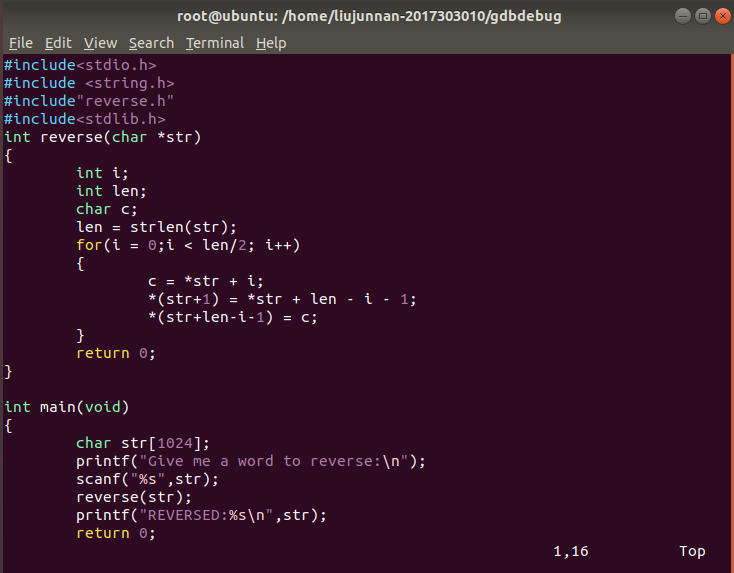 root@ubuntu: /home/liujunnan-2017303010/gdbdebug
File Edit View Search Terminal Help
#include<stdio.h>
#include <string.h>
#include"reverse.h"
#include<stdlib.h>
int reverse(char *str)
{
        int i;
        int len;
        char c;
        len = strlen(str);
        for(i = 0;i < len/2; i++)
        {
                c = *str + i;
                *(str+1) = *str + len - i - 1;
                *(str+len-i-1) = c;
        }
        return 0;
}

int main(void)
{
        char str[1024];
        printf("Give me a word to reverse:\n");
        scanf("%s",str);
        reverse(str);
        printf("REVERSED:%s\n",str);
        return 0;
1,16 Top